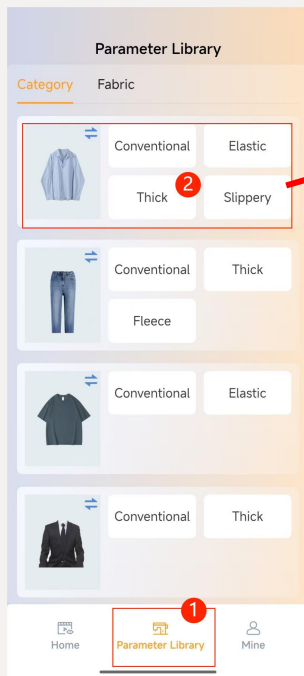 Parameter Library
Category Fabric
Conventional Elastic
Thick 2 Slippery
Conventional Thick
Fleece
Conventional Elastic
Conventional Thick
1
Home Parameter Library Mine